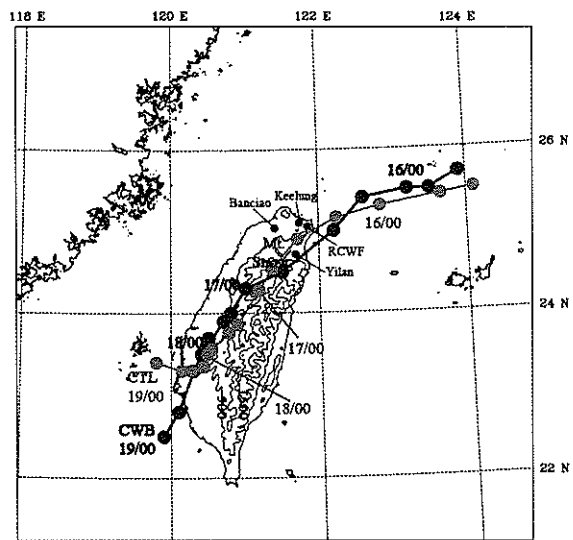 118 E 120 E 122 E 124 E
26 N
16/00
Keelung
Banciao
16/00
RCWF
Mt.
Yilan
17/00
24 N
18/00
17/00
CTL
19/00
18/00
CWB
19/00
22 N